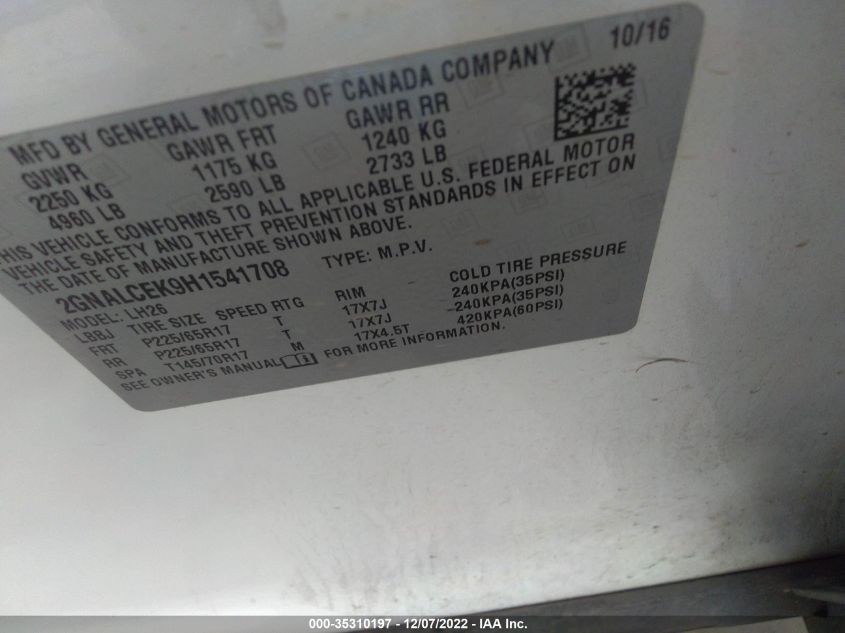 MFD BY GENERAL MOTORS OF CANADA COMPANY 10/16
GVWR GAWR FRT GAWR RR
2250 KG 1175 KG 1240 KG
4960 LB 2590 LB 2733 LB
THIS VEHICLE CONFORMS TO ALL APPLICABLE U.S. FEDERAL MOTOR
VEHICLE SAFETY AND THEFT PREVENTION STANDARDS IN EFFECT ON
THE DATE OF MANUFACTURE SHOWN ABOVE.
2GNALCEK9H1541708 TYPE: M.P.V.
MODEL: LH26
LBBJ TIRE SIZE SPEED RTG RIM COLD TIRE PRESSURE
FRT P225/65R17 T 17X7J 240KPA(35PSI)
RR P225/65R17 T 17X7J 240KPA(35PSI)
SPA T145/70R17 M 17X4.5T 420KPA(60PSI)
SEE OWNER'S MANUAL FOR MORE INFORMATION.
000-35310197 - 12/07/2022 - IAA Inc.